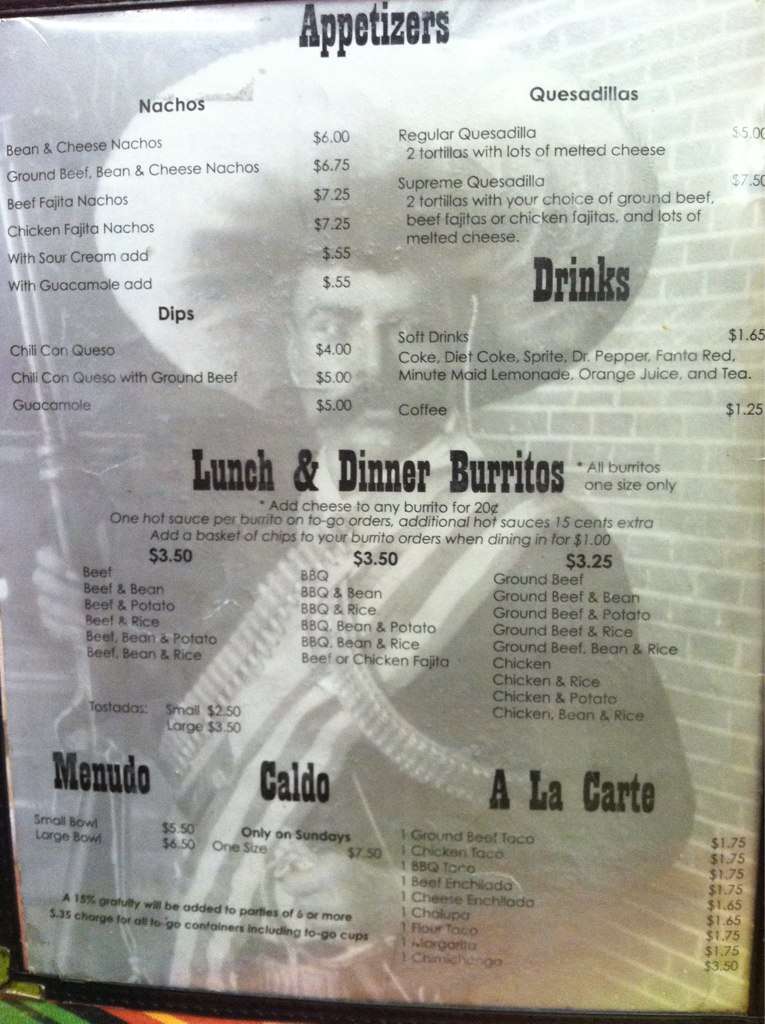 Appetizers
Nachos
Bean & Cheese Nachos $6.00
Ground Beef, Bean & Cheese Nachos $6.75
Beef Fajita Nachos $7.25
Chicken Fajita Nachos $7.25
With Sour Cream add $.55
With Guacamole add $.55
Dips
Chili Con Queso $4.00
Chili Con Queso with Ground Beef $5.00
Guacamole $5.00
Quesadillas
Regular Quesadilla $5.00
2 tortillas with lots of melted cheese
Supreme Quesadilla $7.50
2 tortillas with your choice of ground beef,
beef fajitas or chicken fajitas, and lots of
melted cheese.
Drinks
Soft Drinks $1.65
Coke, Diet Coke, Sprite, Dr. Pepper, Fanta Red,
Minute Maid Lemonade, Orange Juice, and Tea.
Coffee $1.25
Lunch & Dinner Burritos
* All burritos
one size only
* Add cheese to any burrito for 20¢
One hot sauce per burrito on to-go orders, additional hot sauces 15 cents extra
Add a basket of chips to your burrito orders when dining in for $1.00
$3.50
Beef
Beef & Bean
Beef & Potato
Beef & Rice
Beef, Bean & Potato
Beef, Bean & Rice
$3.50
BBQ
BBQ & Bean
BBQ & Rice
BBQ, Bean & Potato
BBQ, Bean & Rice
Beef or Chicken Fajita
$3.25
Ground Beef
Ground Beef & Bean
Ground Beef & Potato
Ground Beef & Rice
Ground Beef, Bean & Rice
Chicken
Chicken & Rice
Chicken & Potato
Chicken, Bean & Rice
Tostadas: Small $2.50
Large $3.50
Menudo
Small Bowl $5.50
Large Bowl $6.50
Caldo
Only on Sundays
One Size $7.50
A 15% gratuity will be added to parties of 6 or more
$.35 charge for all to-go containers including to-go cups
A La Carte
1 Ground Beef Taco $1.75
1 Chicken Taco $1.75
1 BBQ Taco $1.75
1 Beef Enchilada $1.75
1 Cheese Enchilada $1.65
1 Chalupa $1.65
1 Flour Taco $1.75
1 Margarita $1.75
1 Chimichanga $3.50